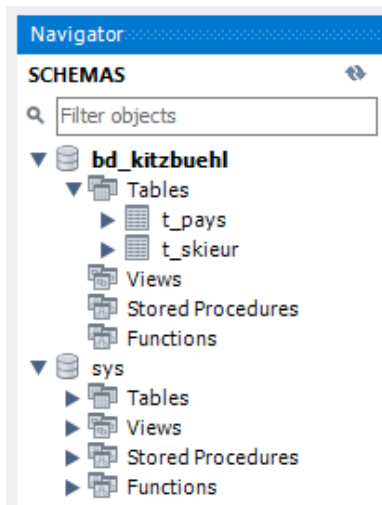 Navigator
SCHEMAS
Filter objects
bd_kitzbuehl
Tables
t_pays
t_skieur
Views
Stored Procedures
Functions
sys
Tables
Views
Stored Procedures
Functions